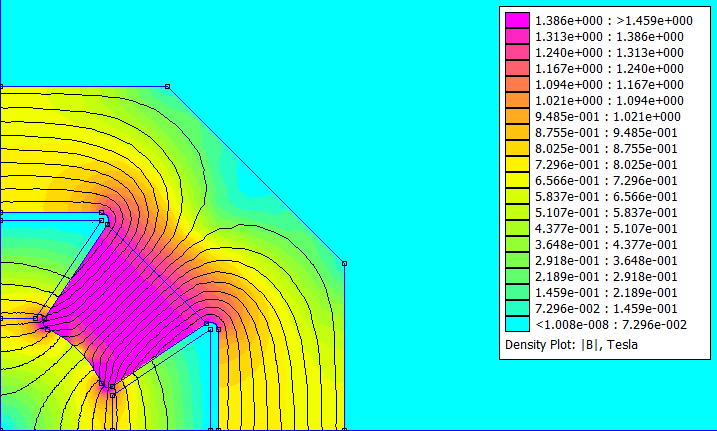 1.386e+000 : >1.459e+000
1.313e+000 : 1.386e+000
1.240e+000 : 1.313e+000
1.167e+000 : 1.240e+000
1.094e+000 : 1.167e+000
1.021e+000 : 1.094e+000
9.485e-001 : 1.021e+000
8.755e-001 : 9.485e-001
8.025e-001 : 8.755e-001
7.296e-001 : 8.025e-001
6.566e-001 : 7.296e-001
5.837e-001 : 6.566e-001
5.107e-001 : 5.837e-001
4.377e-001 : 5.107e-001
3.648e-001 : 4.377e-001
2.918e-001 : 3.648e-001
2.189e-001 : 2.918e-001
1.459e-001 : 2.189e-001
7.296e-002 : 1.459e-001
<1.008e-008 : 7.296e-002
Density Plot: |B|, Tesla